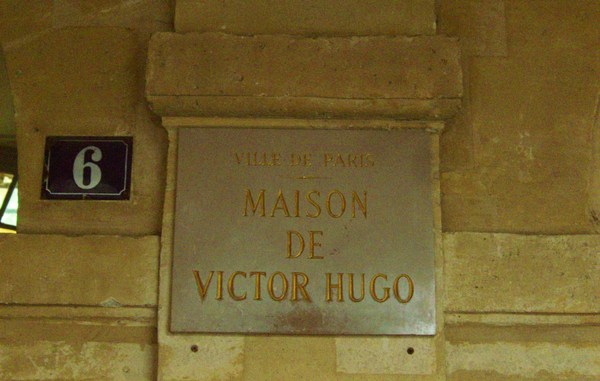 6
VILLE DE PARIS
MAISON
DE
VICTOR HUGO